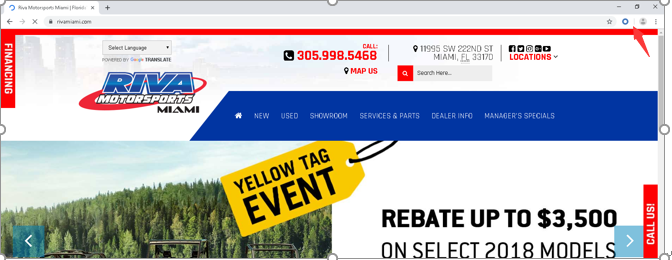 Riva Motorsports Miami | Florida
rivamiami.com
FINANCING
Select Language
POWERED BY Google TRANSLATE
RIVA
MOTORSPORTS
MIAMI
CALL:
305.998.5468
MAP US
11995 SW 222ND ST
MIAMI, FL 33170
Search Here...
LOCATIONS
NEW USED SHOWROOM SERVICES & PARTS DEALER INFO MANAGER'S SPECIALS
YELLOW TAG
EVENT
REBATE UP TO $3,500
ON SELECT 2018 MODELS
CALL US!